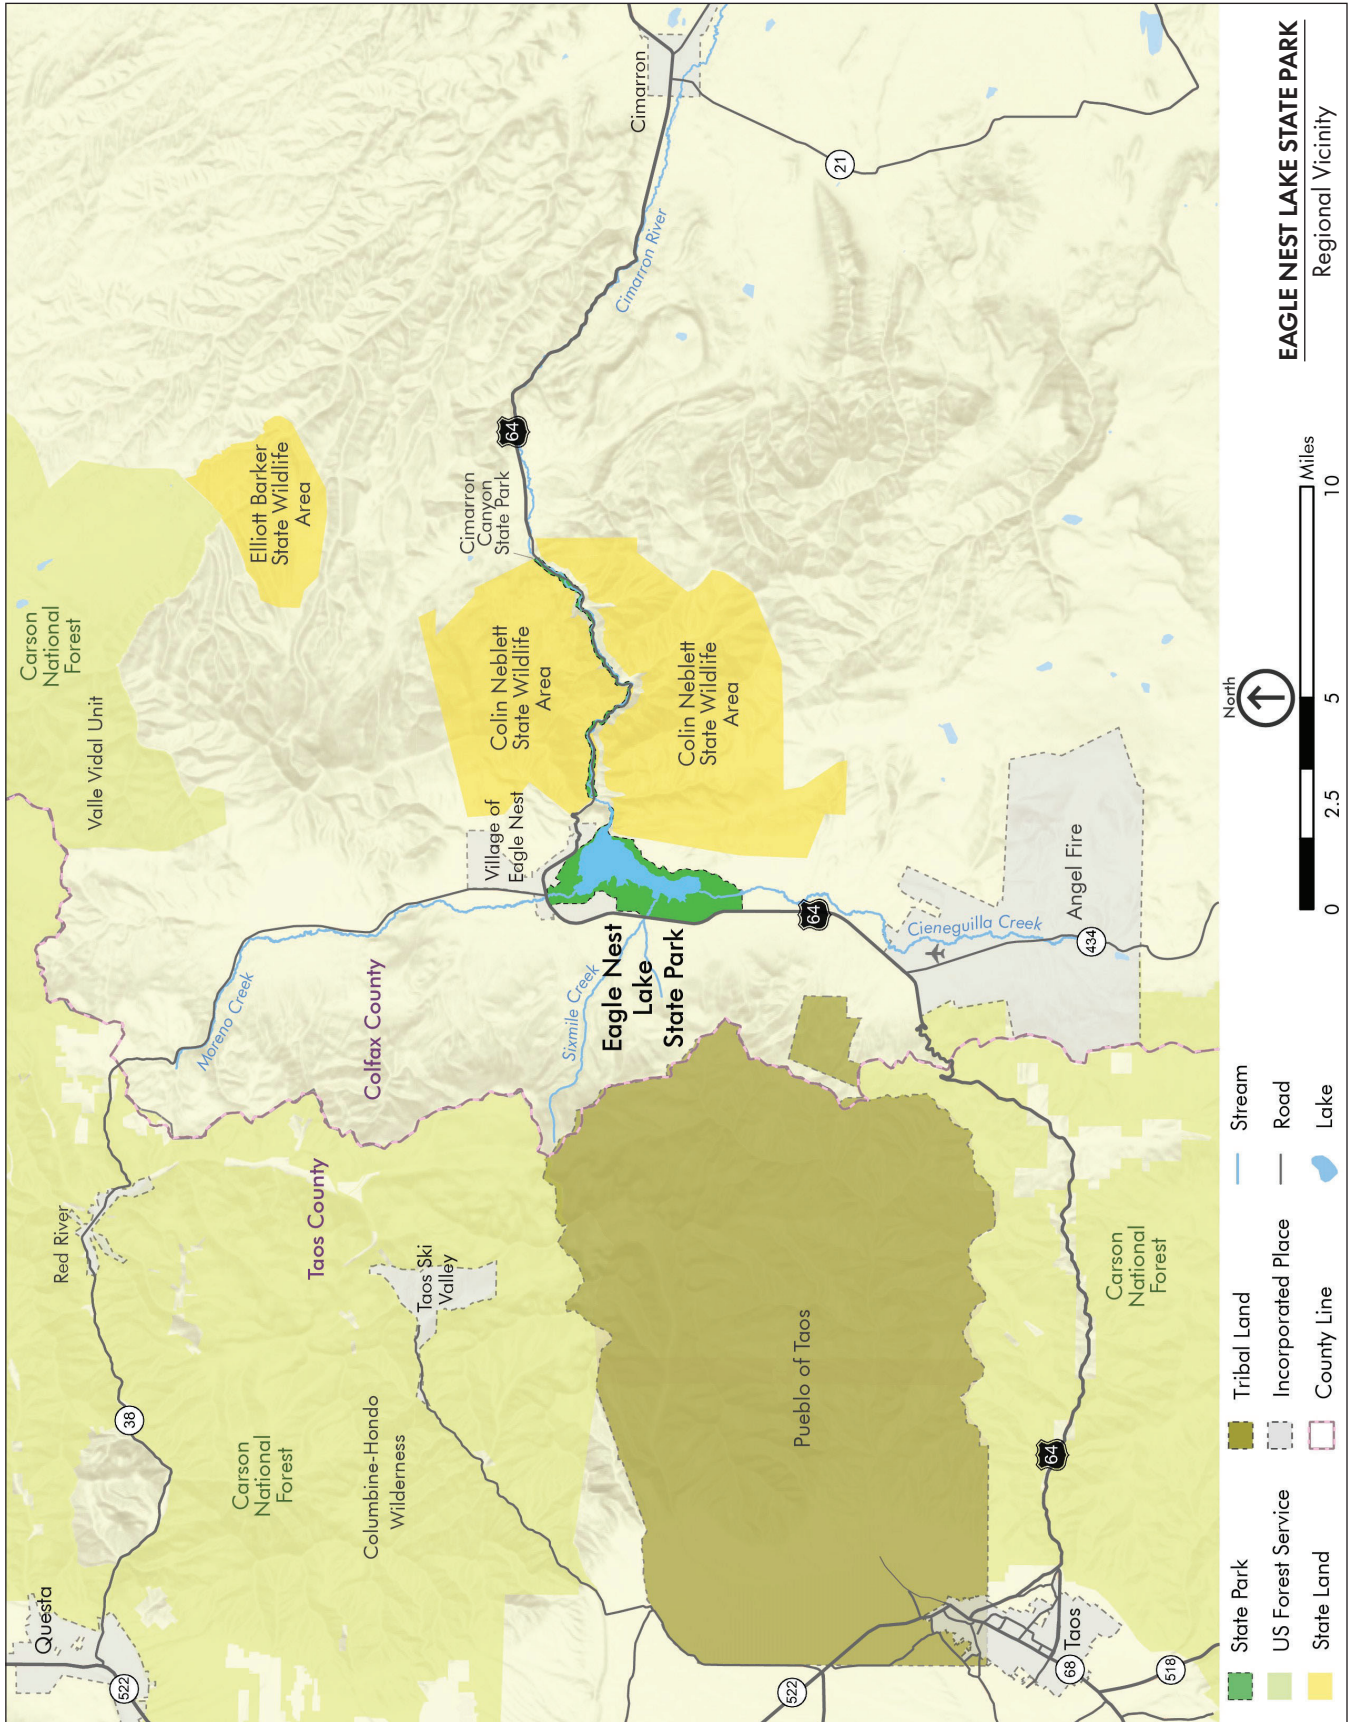 Questa
522
38
Red River
Carson
National
Forest
Columbine-Hondo
Wilderness
Taos Ski
Valley
Taos County
Colfax County
Moreno Creek
Valle Vidal Unit
Carson
National
Forest
Elliott Barker
State Wildlife
Area
Cimarron
Canyon
State Park
64
Cimarron
Cimarron River
21
Colin Neblett
State Wildlife
Area
Colin Neblett
State Wildlife
Area
Village of
Eagle Nest
Sixmile Creek
Eagle Nest
Lake
State Park
64
Cieneguilla Creek
Angel Fire
434
Pueblo of Taos
Carson
National
Forest
64
522
Taos
68
518
State Park
US Forest Service
State Land
Tribal Land
Incorporated Place
County Line
Stream
Road
Lake
North
0
2.5
5
10
Miles
EAGLE NEST LAKE STATE PARK
Regional Vicinity